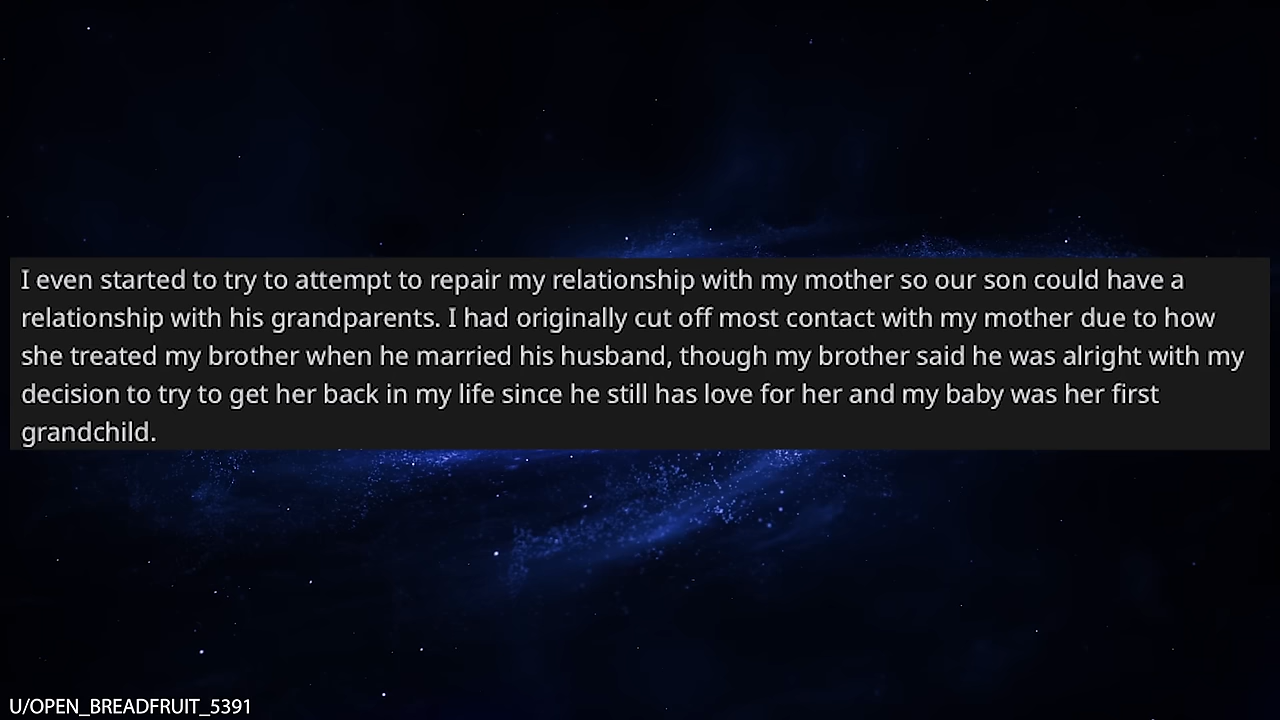 I even started to try to attempt to repair my relationship with my mother so our son could have a
relationship with his grandparents. I had originally cut off most contact with my mother due to how
she treated my brother when he married his husband, though my brother said he was alright with my
decision to try to get her back in my life since he still has love for her and my baby was her first
grandchild.
U/OPEN_BREADFRUIT_5391